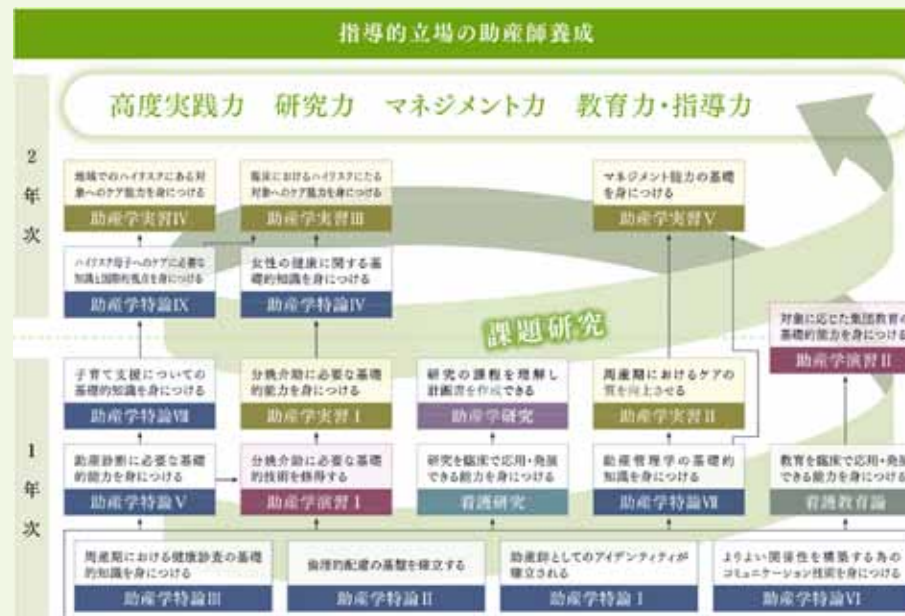 指導的立場の助産師養成
高度実践力 研究力 マネジメント力 教育力・指導力
2年次
地域でのハイリスクにある対
象へのケア能力を身につける
助産学実習IV
臨床におけるハイリスクにたる
対象へのケア能力を身につける
助産学実習III
マネジメント能力の基礎
を身につける
助産学実習V
ハイリスク母子へのケアに必要な
知識と国際的視点を身につける
助産学特論IX
女性の健康に関する基
礎的知識を身につける
助産学特論IV
課題研究
対象に応じた集団教育の
基礎的能力を身につける
助産学演習II
1年次
子育て支援についての
基礎的知識を身につける
助産学特論VIII
分娩介助に必要な基礎
的能力を身につける
助産学実習I
研究の課程を理解し
計画書を作成できる
助産学研究
周産期におけるケアの
質を向上させる
助産学実習II
助産診断に必要な基礎
的能力を身につける
助産学特論V
分娩介助に必要な基礎
的技術を修得する
助産学演習I
研究を臨床で応用・発展
できる能力を身につける
看護研究
助産管理学の基礎的
知識を身につける
助産学特論VII
教育を臨床で応用・発展
できる能力を身につける
看護教育論
周産期における健康診査の基礎
的知識を身につける
助産学特論III
倫理的配慮の基盤を確立する
助産学特論II
助産師としてのアイデンティティが
確立される
助産学特論I
よりよい関係性を構築する為の
コミュニケーション技術を身につける
助産学特論VI